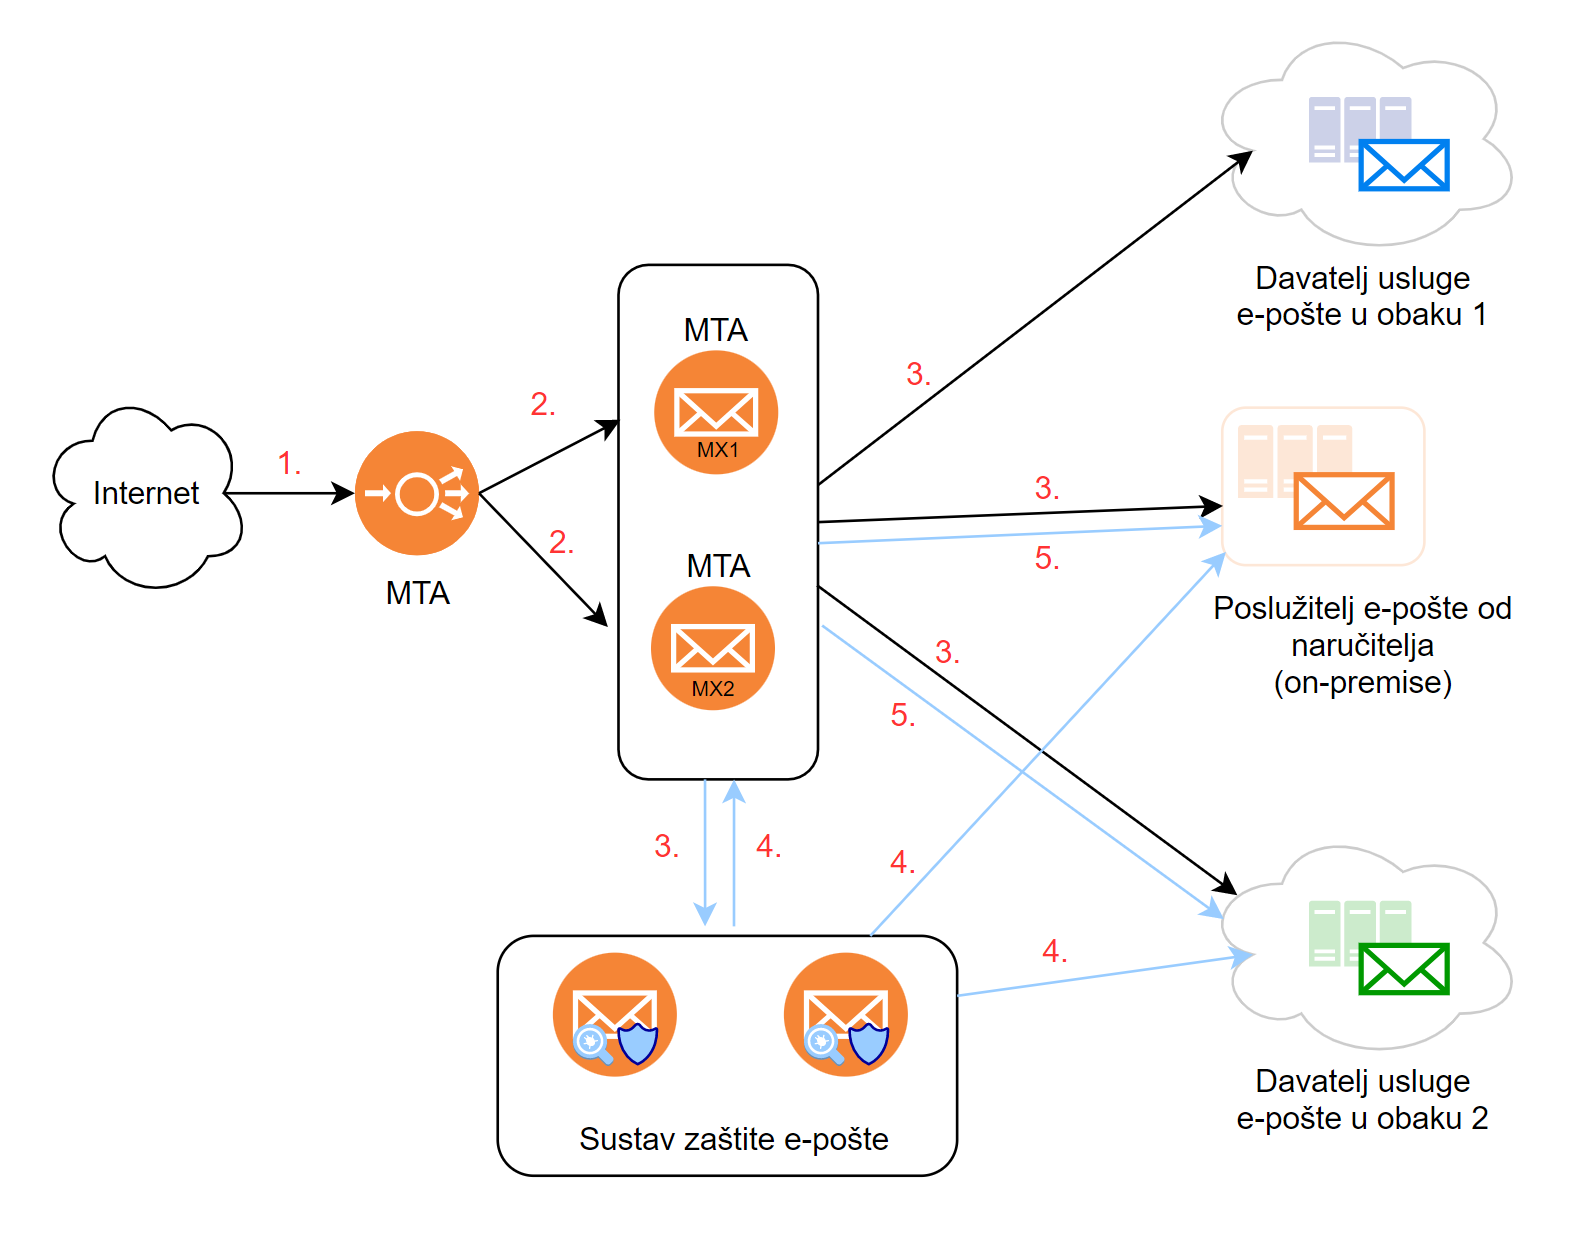 Davatelj usluge
e-pošte u obaku 1
MTA
3.
2.
MX1
Internet
1.
3.
2.
5.
MTA
MTA
Poslužitelj e-pošte od
naručitelja
(on-premise)
3.
MX2
5.
3.
4.
4.
4.
Davatelj usluge
e-pošte u obaku 2
Sustav zaštite e-pošte